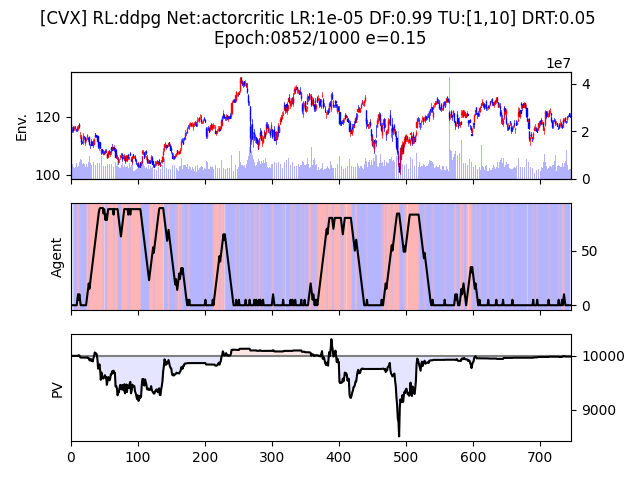 [CVX] RL:ddpg Net:actorcritic LR:1e-05 DF:0.99 TU:[1,10] DRT:0.05
Epoch:0852/1000 e=0.15
1e7
Env.
120
100
4
2
0
Agent
50
0
PV
10000
9000
0 100 200 300 400 500 600 700